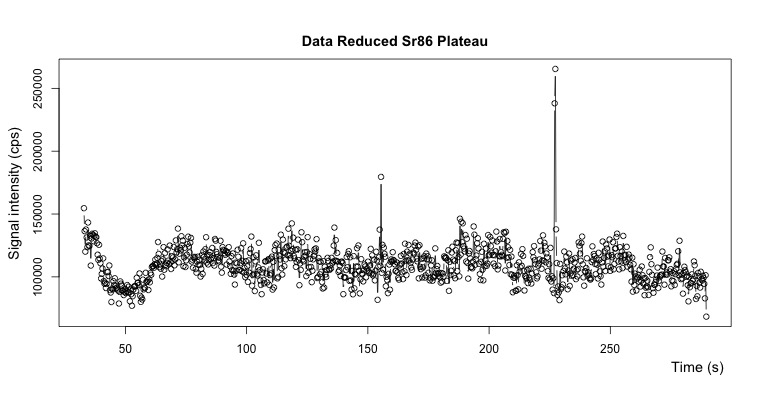 Data Reduced Sr86 Plateau
Signal intensity (cps)
250000
200000
150000
100000
50 100 150 200 250
Time (s)